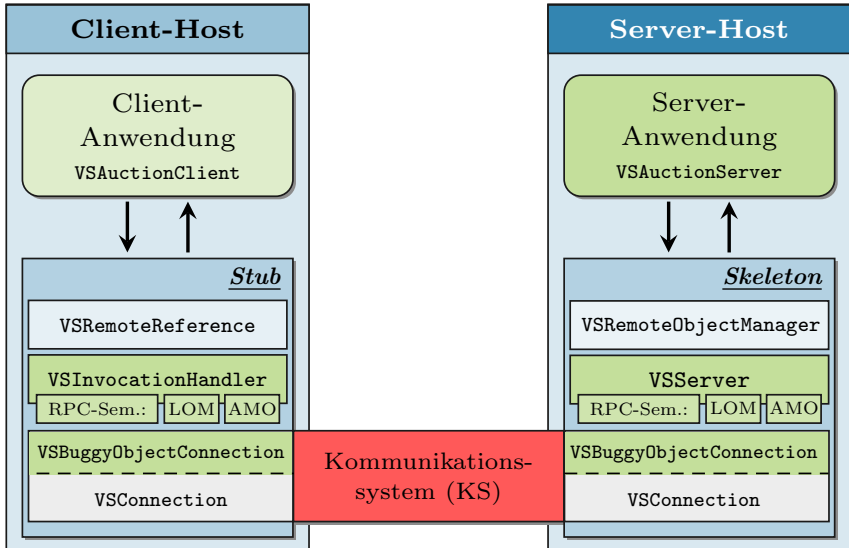 Client-Host
Client-
Anwendung
VSAuctionClient
Stub
VSRemoteReference
VSInvocationHandler
RPC-Sem.: LOM AMO
VSBuggyObjectConnection
VSConnection
Kommunikations-
system (KS)
Server-Host
Server-
Anwendung
VSAuctionServer
Skeleton
VSRemoteObjectManager
VSServer
RPC-Sem.: LOM AMO
VSBuggyObjectConnection
VSConnection